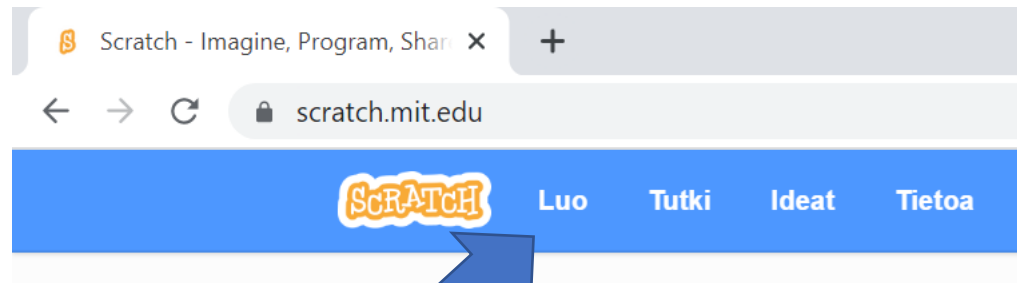 Scratch - Imagine, Program, Shar
scratch.mit.edu
SCRATCH Luo Tutki Ideat Tietoa